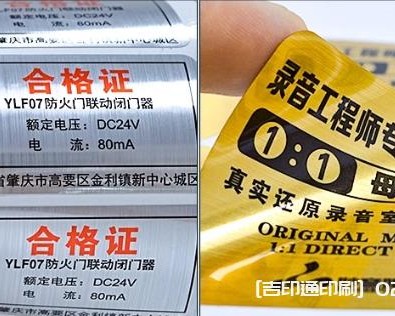 额定电压：DC24V
电　　流：80mA
省肇庆市高要区金利镇新中心城区
合格证
YLF07防火门联动闭门器
额定电压：DC24V
电　　流：80mA
省肇庆市高要区金利镇新中心城区
合格证
YLF07防火门联动闭门器
额定电压：DC24V
电　　流：80mA
录音工程师专
1:1 母
真实还原录音室
ORIGINAL M
1:1 DIRECT
[吉印通印刷] 02